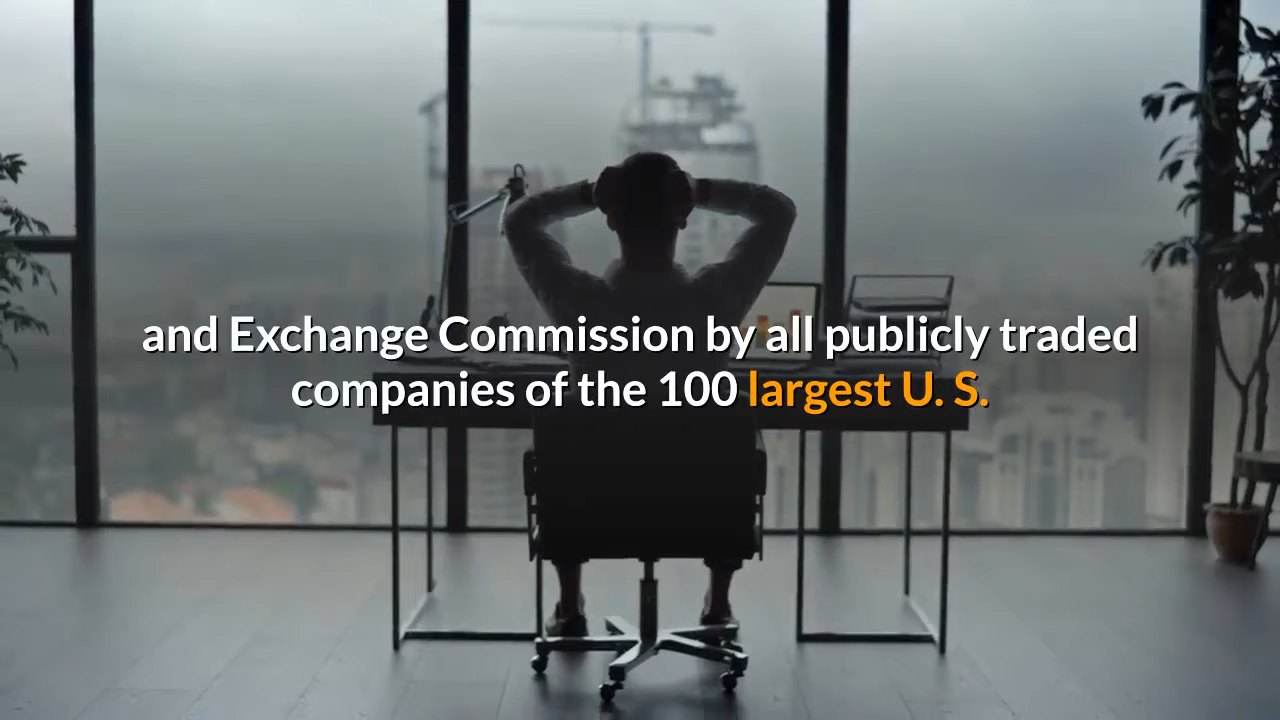 and Exchange Commission by all publicly traded
companies of the 100 largest U. S.